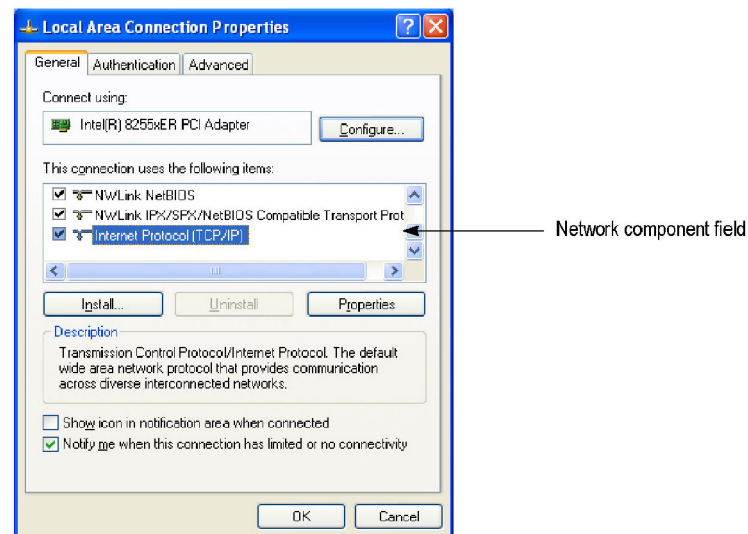 Local Area Connection Properties
General Authentication Advanced
Connect using:
Intel(R) 8255xER PCI Adapter
Configure...
This connection uses the following items:
NWLink NetBIOS
NWLink IPX/SPX/NetBIOS Compatible Transport Prot
Internet Protocol (TCP/IP)
Network component field
Install... Uninstall Properties
Description
Transmission Control Protocol/Internet Protocol. The default
wide area network protocol that provides communication
across diverse interconnected networks.
Show icon in notification area when connected
Notify me when this connection has limited or no connectivity
OK Cancel